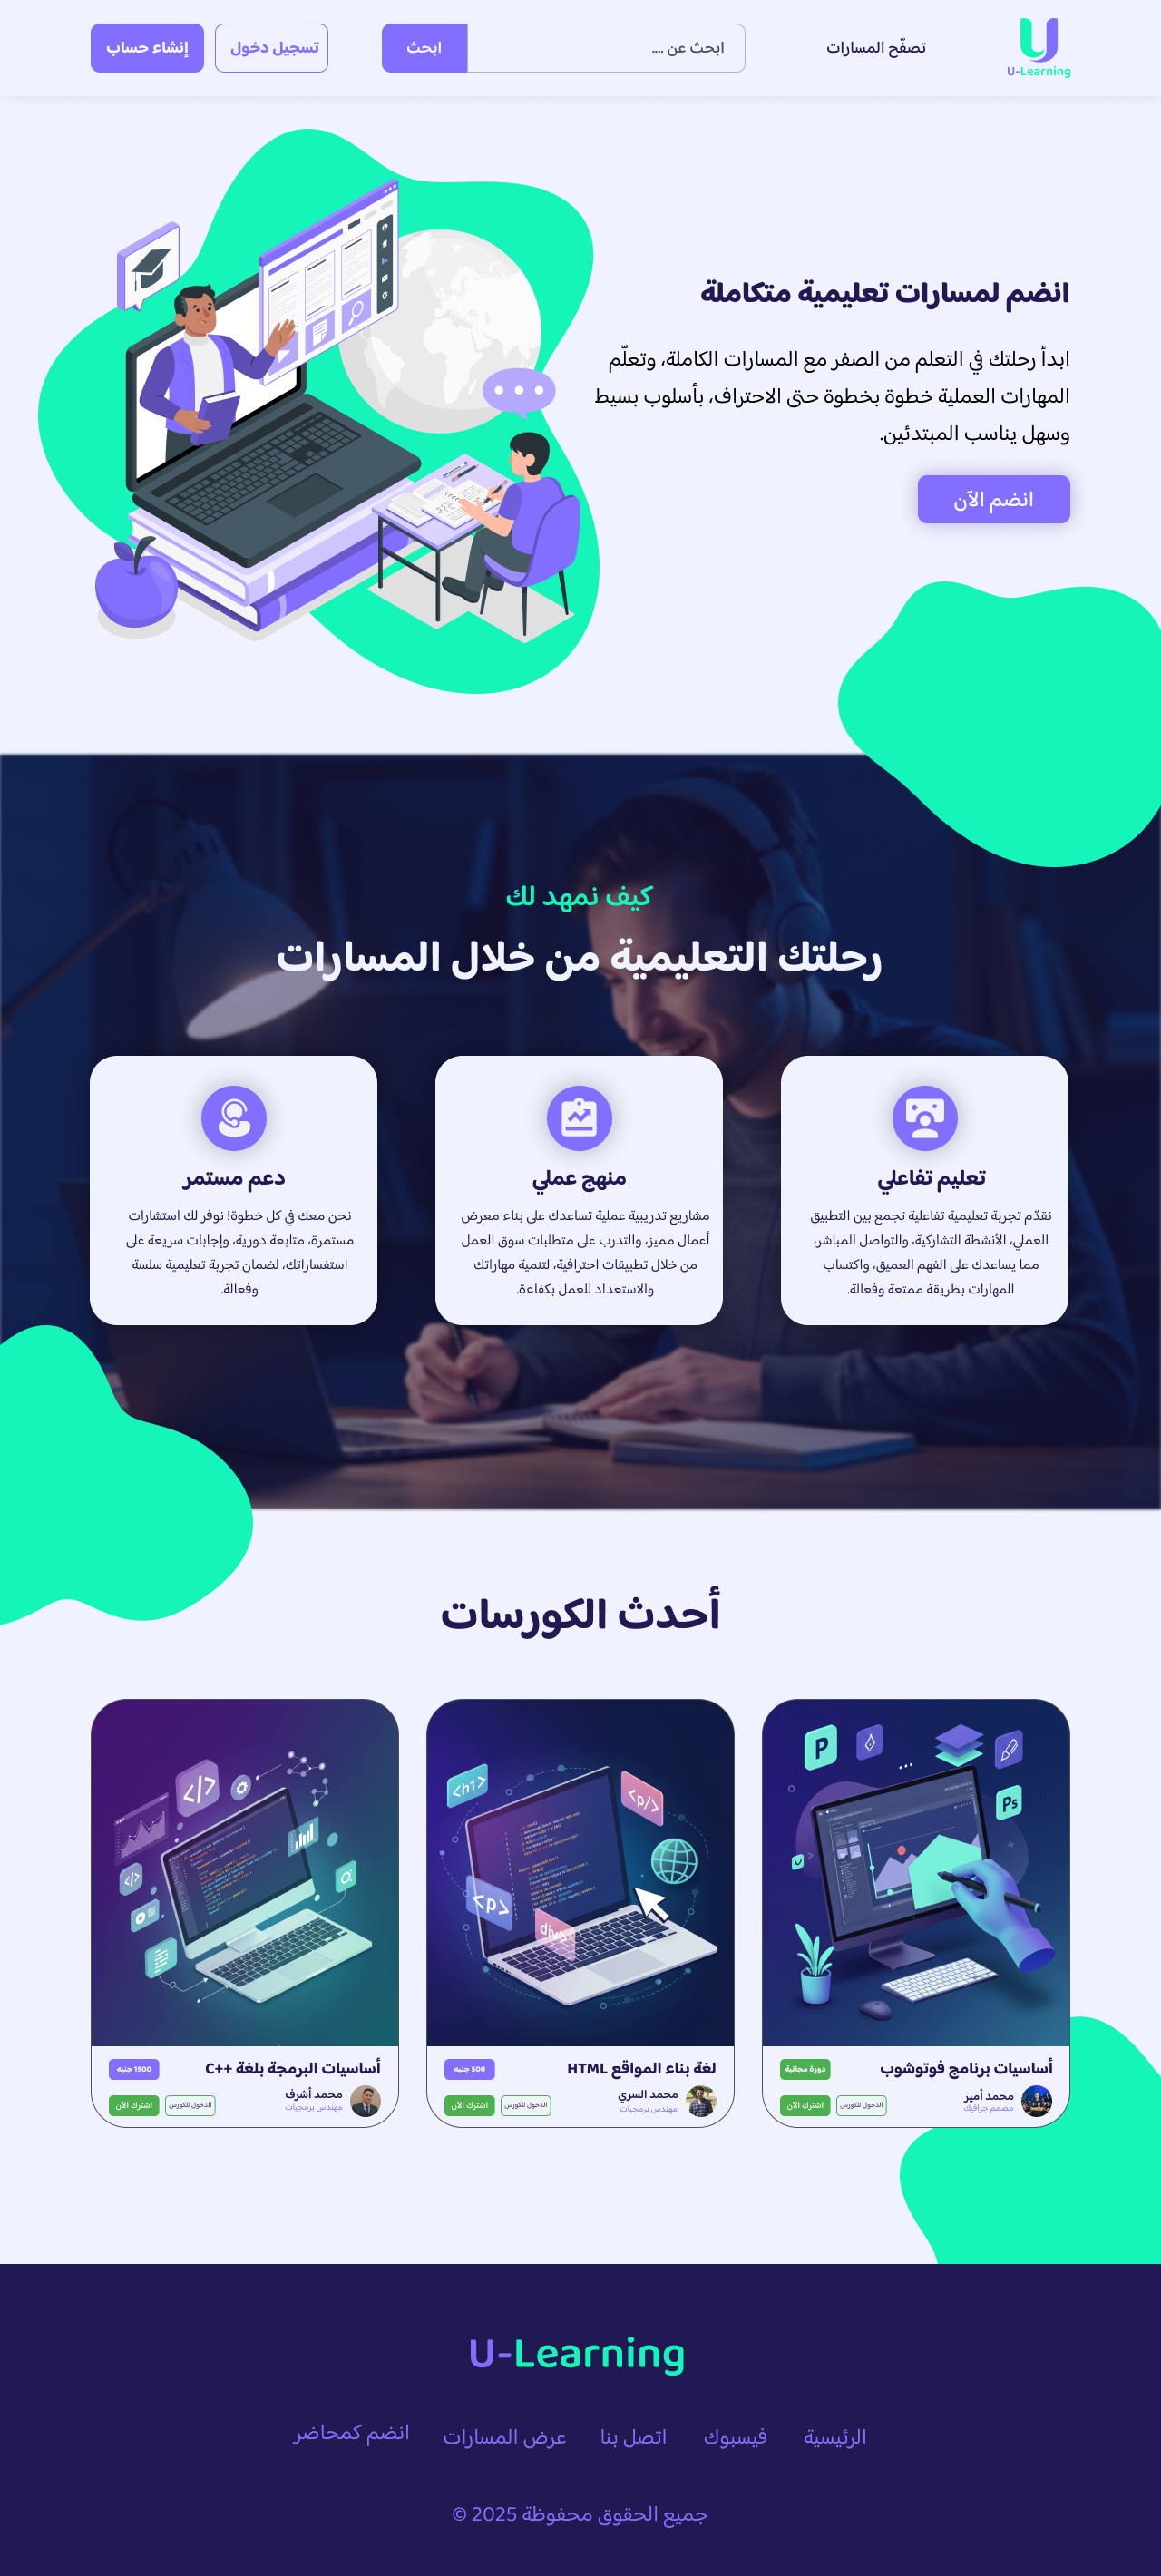 U-Learning
تصفّح المسارات
ابحث عن ....
ابحث
تسجيل دخول
إنشاء حساب
انضم لمسارات تعليمية متكاملة
ابدأ رحلتك في التعلم من الصفر مع المسارات الكاملة، وتعلّم
المهارات العملية خطوة بخطوة حتى الاحتراف، بأسلوب بسيط
وسهل يناسب المبتدئين.
انضم الآن
كيف نمهد لك
رحلتك التعليمية من خلال المسارات
تعليم تفاعلي
نقدّم تجربة تعليمية تفاعلية تجمع بين التطبيق
العملي، الأنشطة التشاركية، والتواصل المباشر،
مما يساعدك على الفهم العميق، واكتساب
المهارات بطريقة ممتعة وفعالة.
منهج عملي
مشاريع تدريبية عملية تساعدك على بناء معرض
أعمال مميز، والتدرب على متطلبات سوق العمل
من خلال تطبيقات احترافية، لتنمية مهاراتك
والاستعداد للعمل بكفاءة.
دعم مستمر
نحن معك في كل خطوة! نوفر لك استشارات
مستمرة، متابعة دورية، وإجابات سريعة على
استفساراتك، لضمان تجربة تعليمية سلسة
وفعالة.
أحدث الكورسات
P
...
Ps
أساسيات برنامج فوتوشوب
دورة مجانية
محمد أمير
مصمم جرافيك
الدخول للكورس
اشترك الآن
<h1>
<p/>
<p>
div>
لغة بناء المواقع HTML
500 جنيه
محمد السري
مهندس برمجيات
الدخول للكورس
اشترك الآن
</>
</>
أساسيات البرمجة بلغة C++
1500 جنيه
محمد أشرف
مهندس برمجيات
الدخول للكورس
اشترك الآن
U-Learning
الرئيسية
فيسبوك
اتصل بنا
عرض المسارات
انضم كمحاضر
جميع الحقوق محفوظة 2025 ©